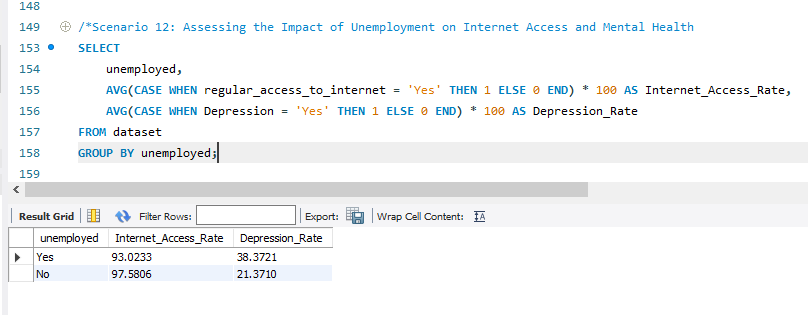 148
149 /*Scenario 12: Assessing the Impact of Unemployment on Internet Access and Mental Health
153 SELECT
154 unemployed,
155 AVG(CASE WHEN regular_access_to_internet = 'Yes' THEN 1 ELSE 0 END) * 100 AS Internet_Access_Rate,
156 AVG(CASE WHEN Depression = 'Yes' THEN 1 ELSE 0 END) * 100 AS Depression_Rate
157 FROM dataset
158 GROUP BY unemployed;
159
Result Grid Filter Rows: Export: Wrap Cell Content:
unemployed Internet_Access_Rate Depression_Rate
Yes 93.0233 38.3721
No 97.5806 21.3710